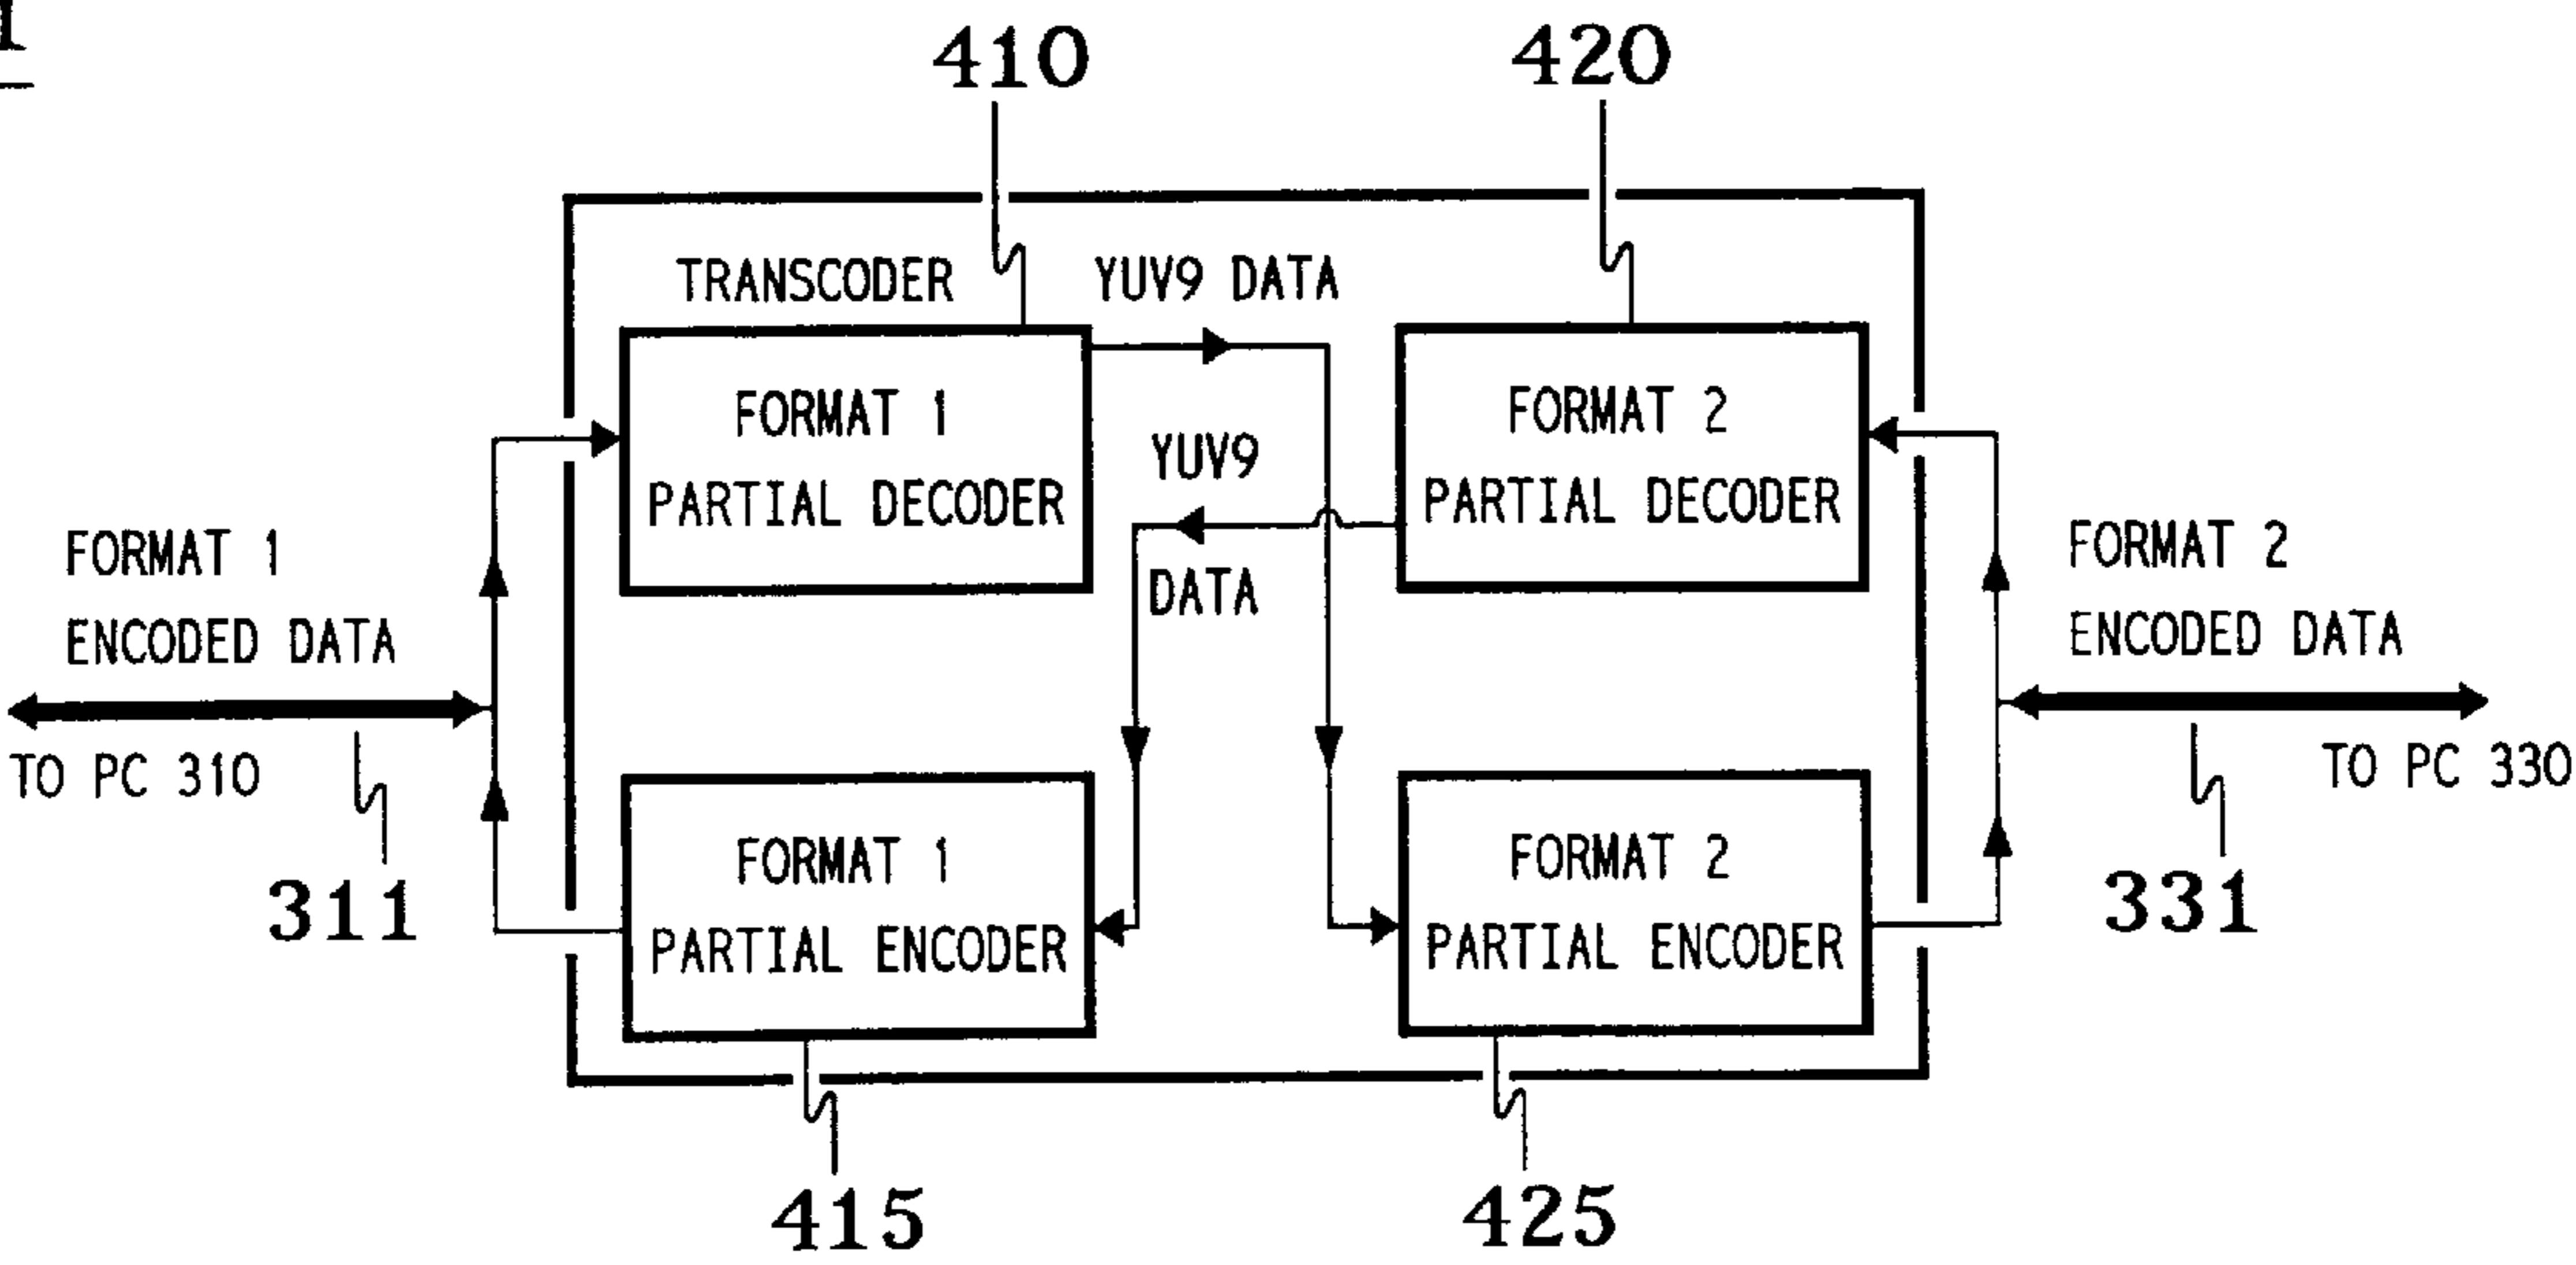 410
420
TRANSCODER
YUV9 DATA
FORMAT 1
PARTIAL DECODER
YUV9
DATA
FORMAT 2
PARTIAL DECODER
FORMAT 1
ENCODED DATA
TO PC 310
311
FORMAT 2
ENCODED DATA
TO PC 330
331
FORMAT 1
PARTIAL ENCODER
FORMAT 2
PARTIAL ENCODER
415
425